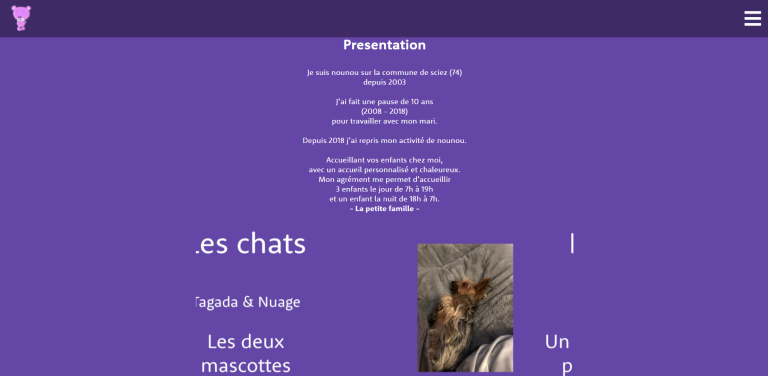 Presentation
Je suis nounou sur la commune de sciez (74)
depuis 2003
J'ai fait une pause de 10 ans
(2008 - 2018)
pour travailler avec mon mari.
Depuis 2018 j'ai repris mon activité de nounou.
Accueillant vos enfants chez moi,
avec un accueil personnalisé et chaleureux.
Mon agrément me permet d'accueillir
3 enfants le jour de 7h à 19h
et un enfant la nuit de 18h à 7h.
- La petite famille -
Les chats
Tagada & Nuage
Les deux
mascottes
Un
p